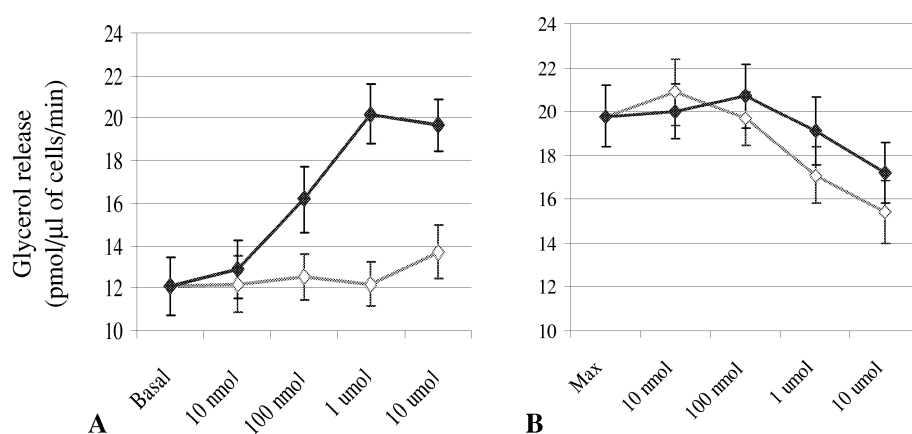 Glycerol release
(pmol/µl of cells/min)
24
22
20
18
16
14
12
10
Basal
10 nmol
100 nmol
1 umol
10 umol
A
24
22
20
18
16
14
12
10
Max
10 nmol
100 nmol
1 umol
10 umol
B